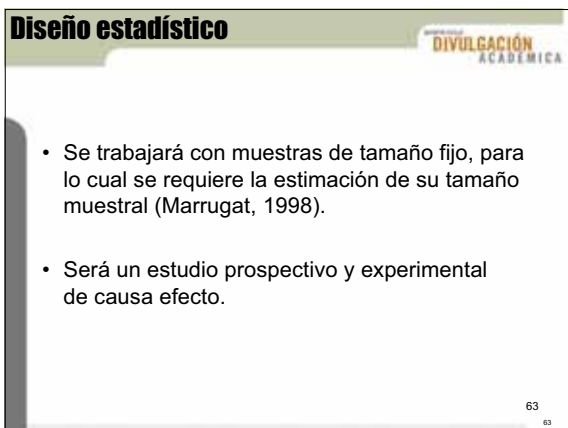 Diseño estadístico
DIVULGACIÓN
ACADÉMICA
• Se trabajará con muestras de tamaño fijo, para
lo cual se requiere la estimación de su tamaño
muestral (Marrugat, 1998).
• Será un estudio prospectivo y experimental
de causa efecto.
63
63